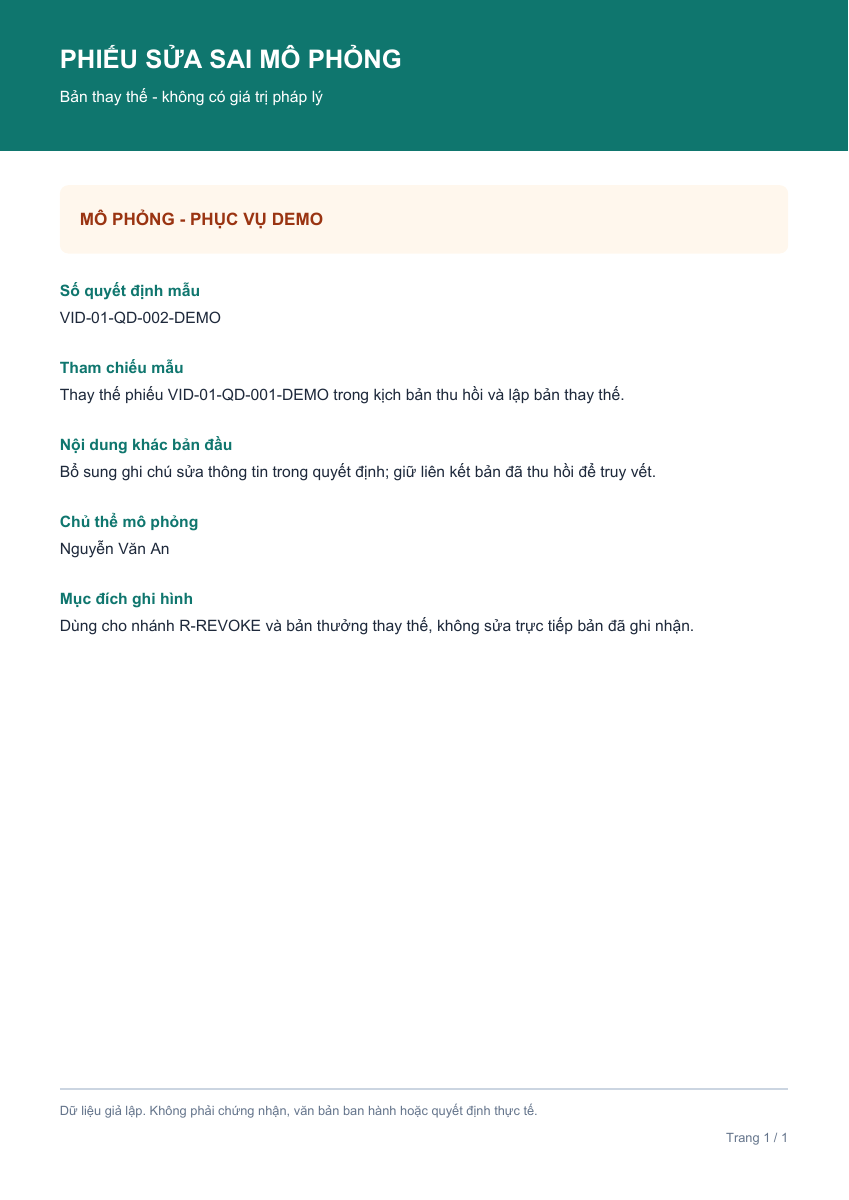 PHIẾU SỬA SAI MÔ PHỎNG
Bản thay thế - không có giá trị pháp lý
MÔ PHỎNG - PHỤC VỤ DEMO
Số quyết định mẫu
VID-01-QD-002-DEMO
Tham chiếu mẫu
Thay thế phiếu VID-01-QD-001-DEMO trong kịch bản thu hồi và lập bản thay thế.
Nội dung khác bản đầu
Bổ sung ghi chú sửa thông tin trong quyết định; giữ liên kết bản đã thu hồi để truy vết.
Chủ thể mô phỏng
Nguyễn Văn An
Mục đích ghi hình
Dùng cho nhánh R-REVOKE và bản thưởng thay thế, không sửa trực tiếp bản đã ghi nhận.
Dữ liệu giả lập. Không phải chứng nhận, văn bản ban hành hoặc quyết định thực tế.
Trang 1 / 1